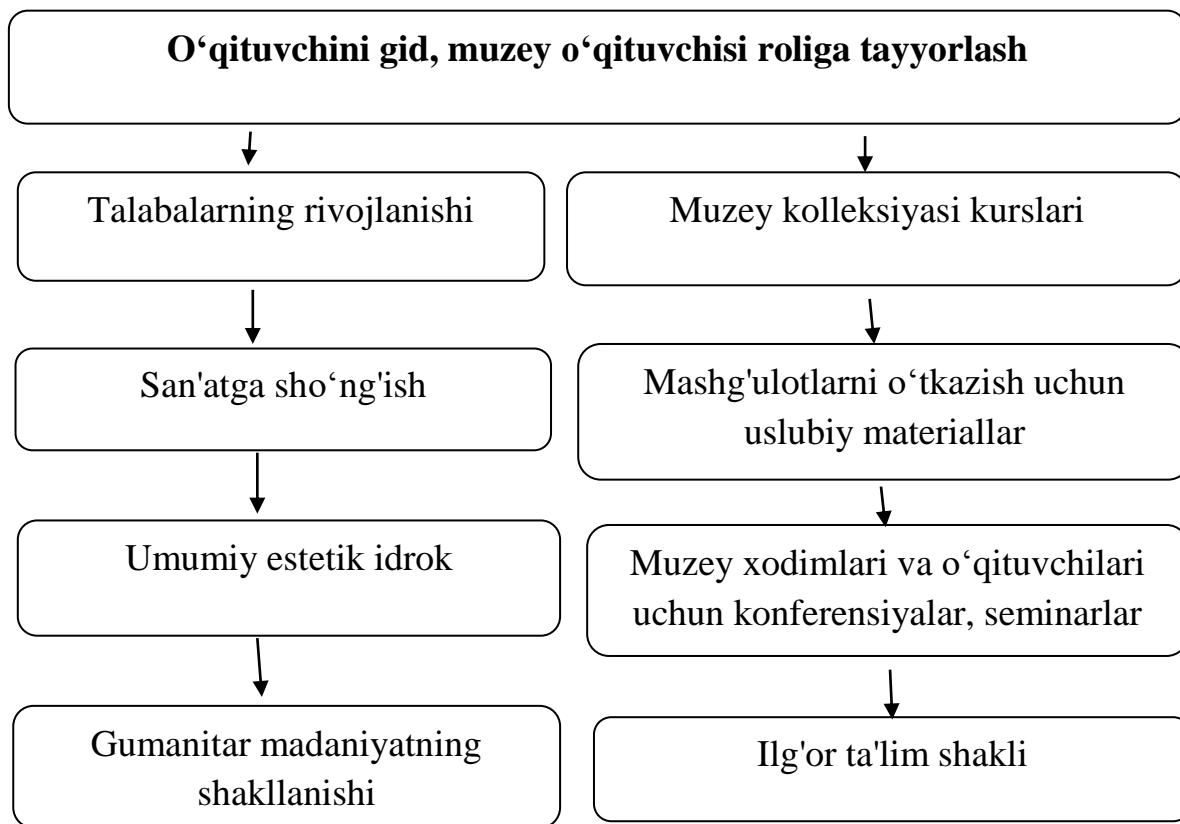 O‘qituvchini gid, muzey o‘qituvchisi roliga tayyorlash
Talabalarning rivojlanishi
Muzey kolleksiyasi kurslari
San'atga sho‘ng'ish
Mashg'ulotlarni o‘tkazish uchun
uslubiy materiallar
Umumiy estetik idrok
Muzey xodimlari va o‘qituvchilari
uchun konferensiyalar, seminarlar
Gumanitar madaniyatning
shakllanishi
Ilg'or ta'lim shakli